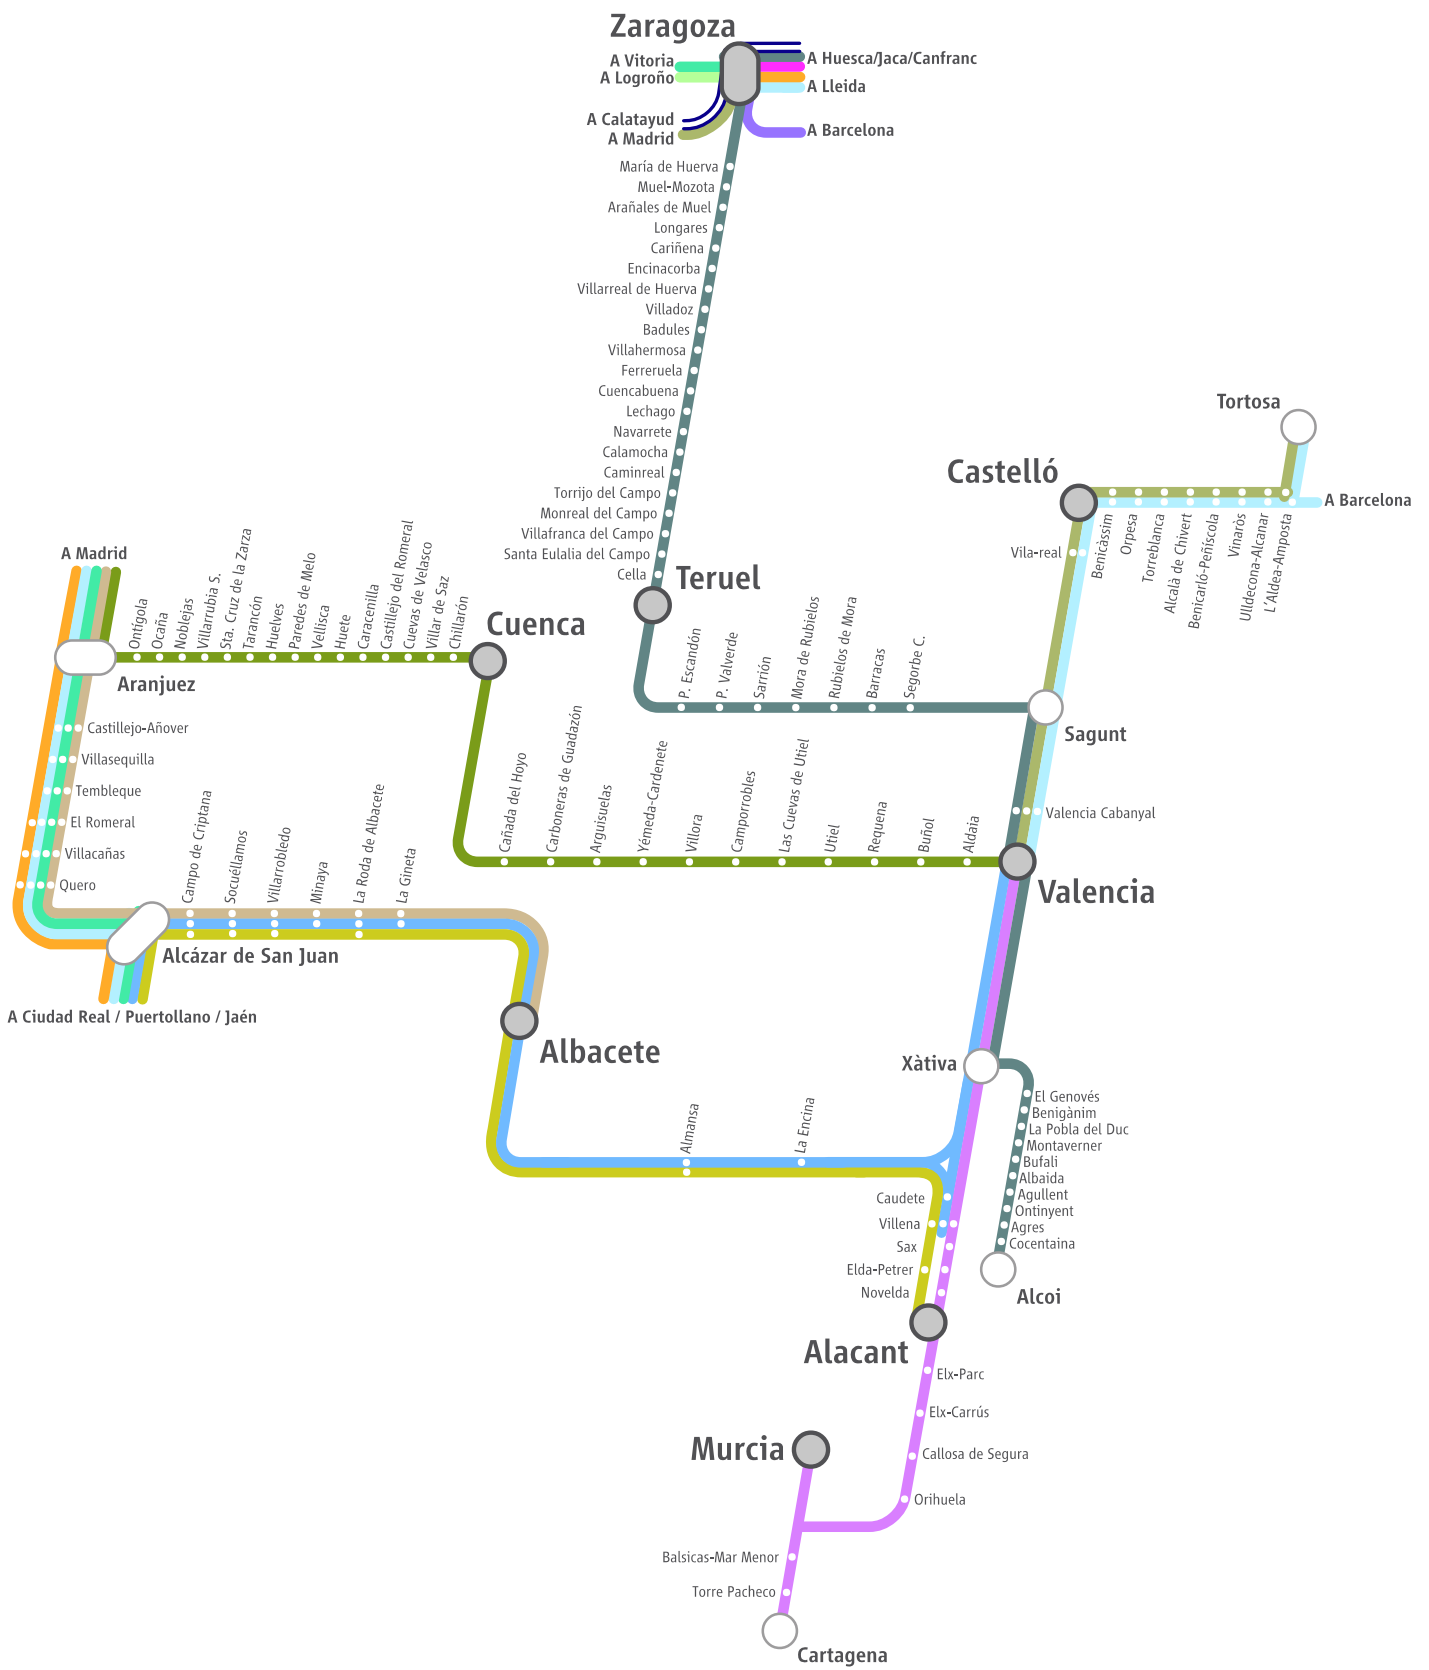 Zaragoza
A Vitoria
A Logroño
A Huesca/Jaca/Canfranc
A Lleida
A Calatayud
A Madrid
A Barcelona
María de Huerva
Muel-Mozota
Arañales de Muel
Longares
Cariñena
Encinacorba
Villarreal de Huerva
Villadoz
Badules
Villahermosa
Ferreruela
Cuencabuena
Lechago
Navarrete
Calamocha
Caminreal
Torrijo del Campo
Monreal del Campo
Villafranca del Campo
Santa Eulalia del Campo
Cella
Teruel
P. Escandón
P. Valverde
Sarrión
Mora de Rubielos
Rubielos de Mora
Barracas
Segorbe C.
Tortosa
Castelló
A Barcelona
Vila-real
Benicàssim
Orpesa
Torreblanca
Alcalà de Chivert
Benicarló-Peñíscola
Vinaròs
Ulldecona-Alcanar
L'Aldea-Amposta
Sagunt
Valencia Cabanyal
Valencia
A Madrid
Aranjuez
Ontígola
Ocaña
Noblejas
Villarrubia S.
Sta. Cruz de la Zarza
Tarancón
Huelves
Paredes de Melo
Vellisca
Huete
Caracenilla
Castillejo del Romeral
Cuevas de Velasco
Villar de Saz
Chillarón
Cuenca
Cañada del Hoyo
Carboneras de Guadazón
Arguisuelas
Yémeda-Cardenete
Villora
Camporrobles
Las Cuevas de Utiel
Utiel
Requena
Buñol
Aldaia
Castillejo-Añover
Villasequilla
Tembleque
El Romeral
Villacañas
Quero
Alcázar de San Juan
A Ciudad Real / Puertollano / Jaén
Campo de Criptana
Socuéllamos
Villarrobledo
Minaya
La Roda de Albacete
La Gineta
Albacete
Almansa
La Encina
Xàtiva
El Genovés
Benigànim
La Pobla del Duc
Montaverner
Bufali
Albaida
Agullent
Ontinyent
Agres
Cocentaina
Alcoi
Caudete
Villena
Sax
Elda-Petrer
Novelda
Alacant
Elx-Parc
Elx-Carrús
Callosa de Segura
Orihuela
Murcia
Balsicas-Mar Menor
Torre Pacheco
Cartagena